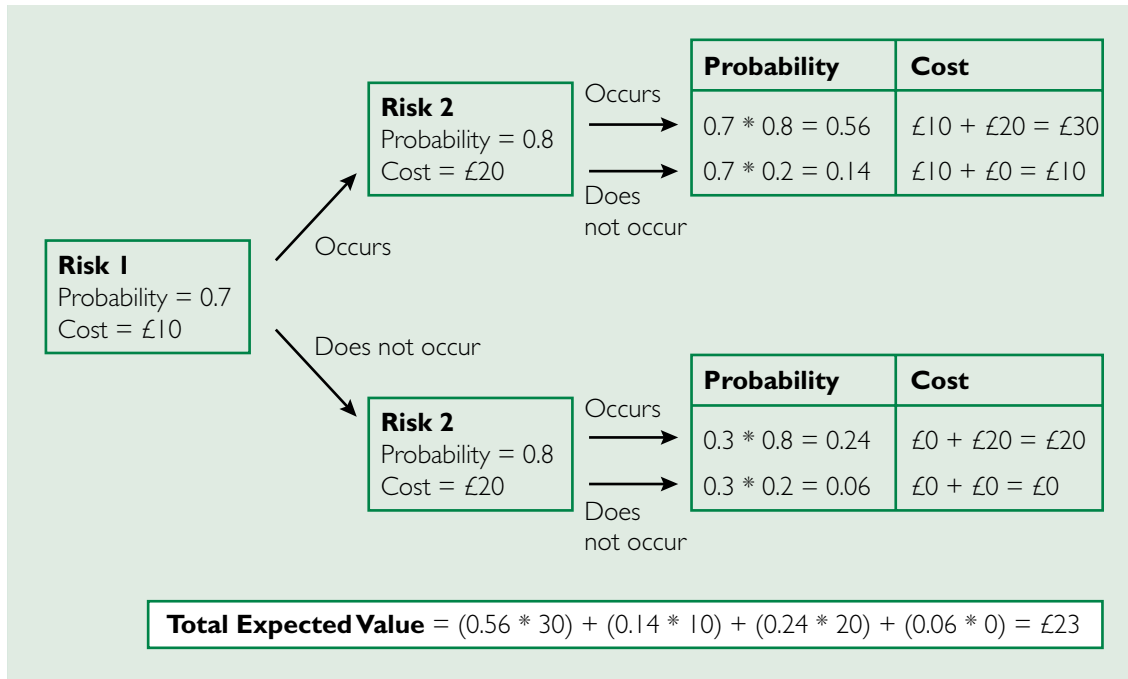 Risk 1
Probability = 0.7
Cost = £10
Occurs
Does not occur
Risk 2
Probability = 0.8
Cost = £20
Occurs
Does
not occur
Probability Cost
0.7 * 0.8 = 0.56 £10 + £20 = £30
0.7 * 0.2 = 0.14 £10 + £0 = £10
Risk 2
Probability = 0.8
Cost = £20
Occurs
Does
not occur
Probability Cost
0.3 * 0.8 = 0.24 £0 + £20 = £20
0.3 * 0.2 = 0.06 £0 + £0 = £0
Total Expected Value = (0.56 * 30) + (0.14 * 10) + (0.24 * 20) + (0.06 * 0) = £23